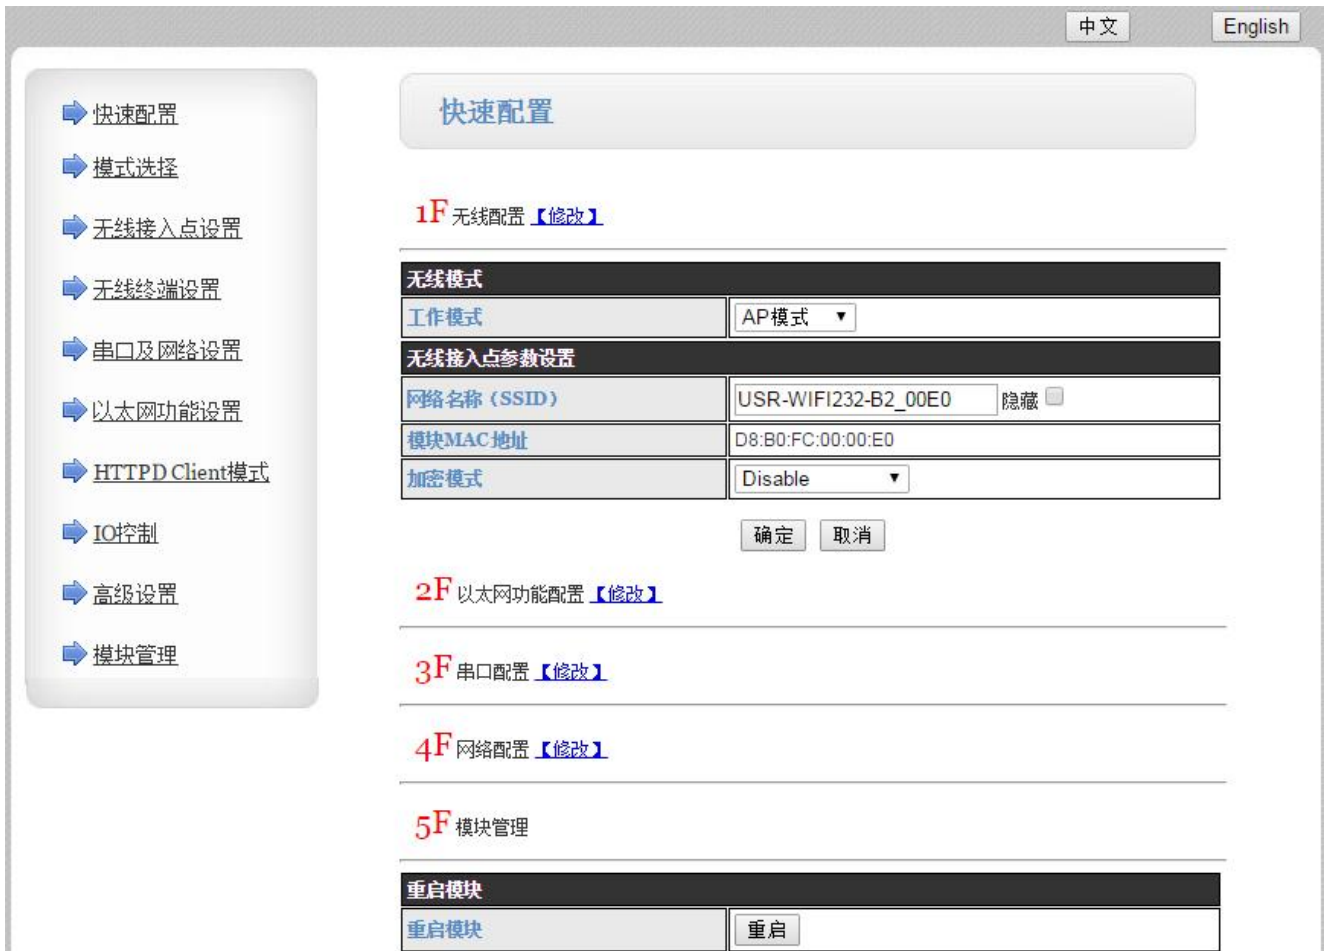 中文 English
快速配置
模式选择
无线接入点设置
无线终端设置
串口及网络设置
以太网功能设置
HTTPD Client模式
IO控制
高级设置
模块管理
快速配置
1F 无线配置 【修改】
无线模式
工作模式 AP模式
无线接入点参数设置
网络名称（SSID） USR-WIFI232-B2_00E0 隐藏
模块MAC地址 D8:B0:FC:00:00:E0
加密模式 Disable
确定 取消
2F 以太网功能配置 【修改】
3F 串口配置 【修改】
4F 网络配置 【修改】
5F 模块管理
重启模块
重启模块 重启